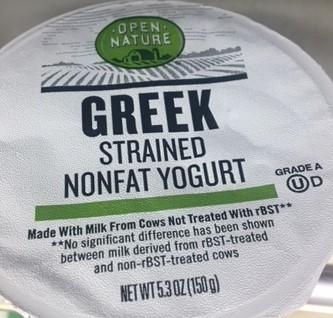 OPEN
NATURE
GREEK
STRAINED
NONFAT YOGURT
GRADE A
U D
Made With Milk From Cows Not Treated With rBST**
**No significant difference has been shown
between milk derived from rBST-treated
and non-rBST-treated cows
NET WT 5.3 OZ (150 g)